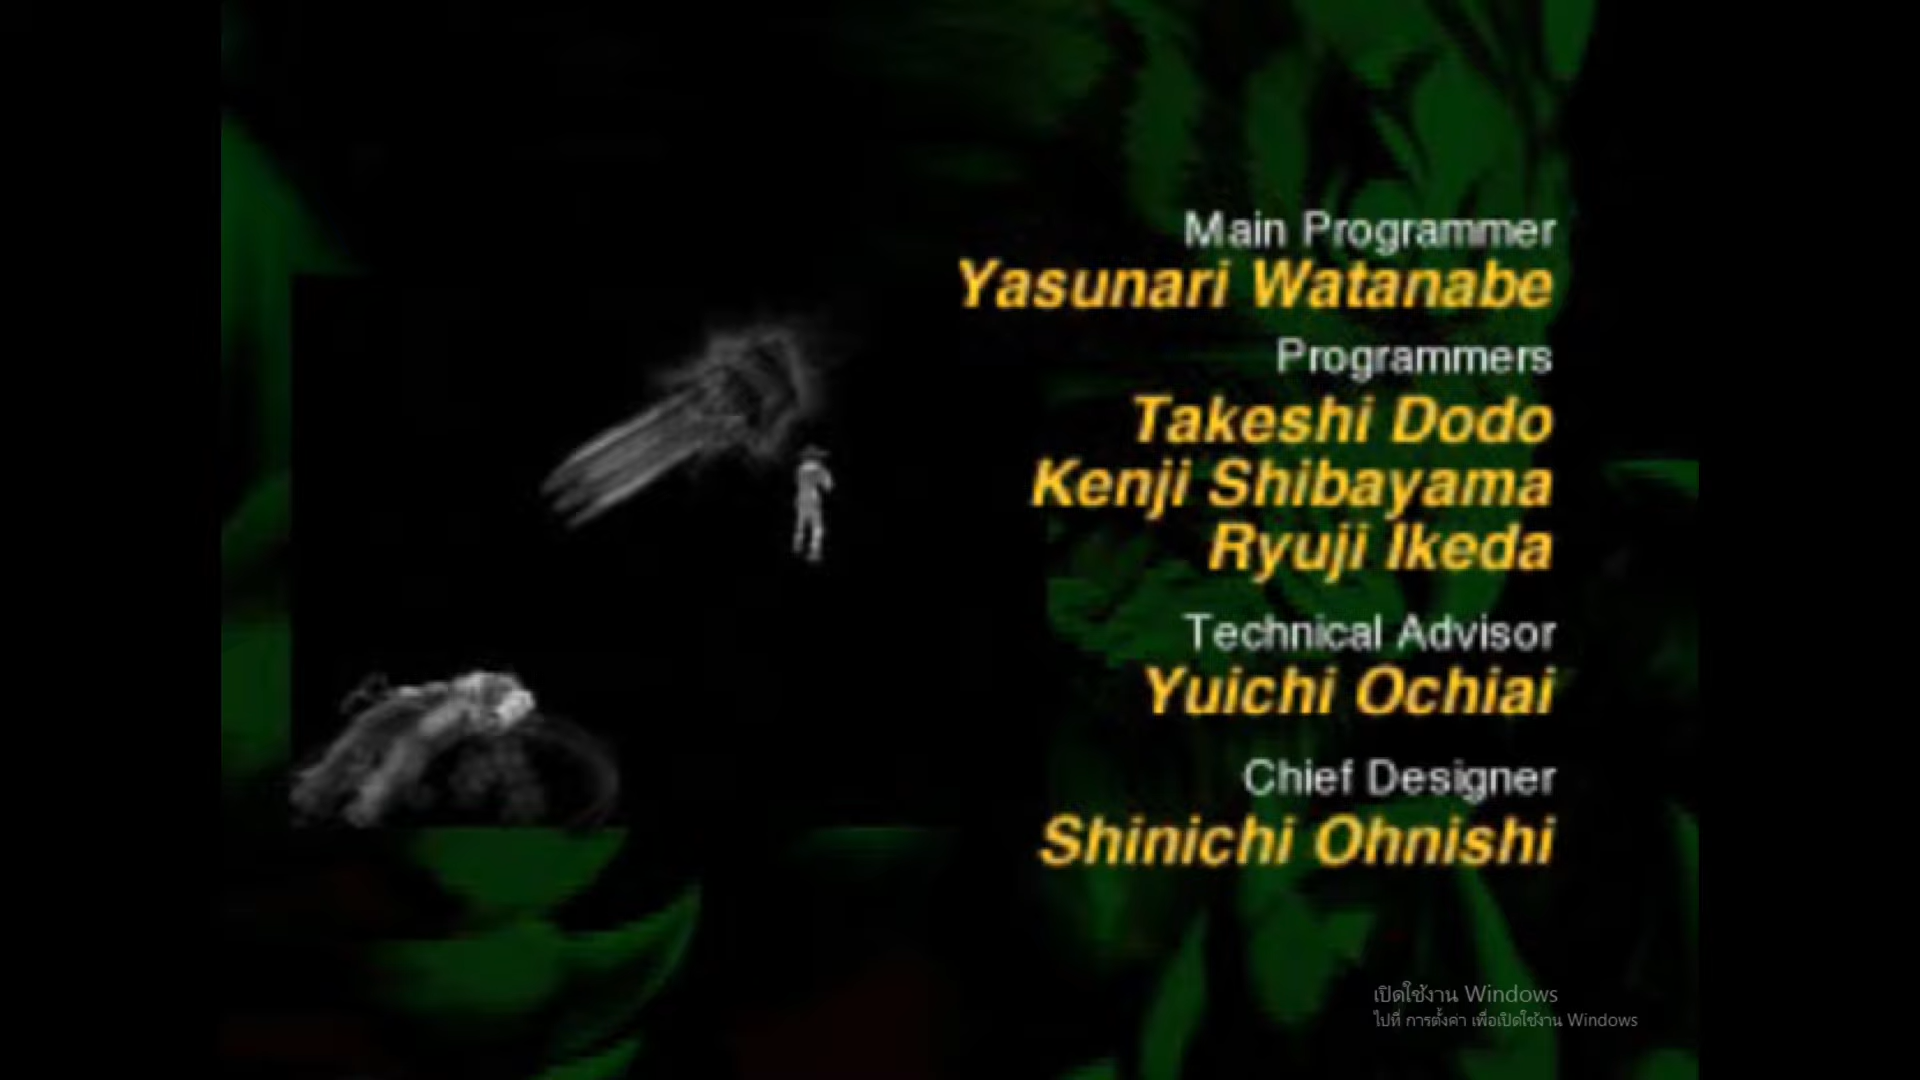 Main Programmer
Yasunari Watanabe
Programmers
Takeshi Dodo
Kenji Shibayama
Ryuji Ikeda
Technical Advisor
Yuichi Ochiai
Chief Designer
Shinichi Ohnishi
เปิดใช้งาน Windows
ไปที่ การตั้งค่า เพื่อเปิดใช้งาน Windows